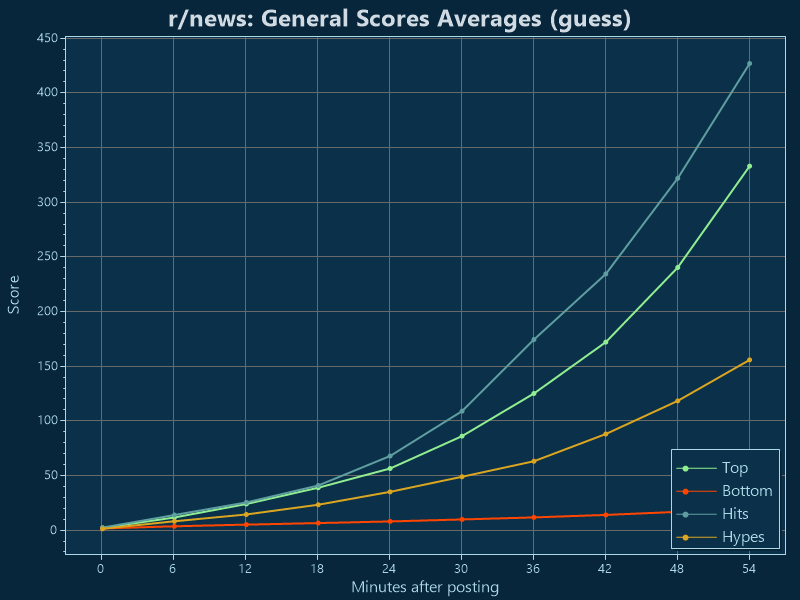 r/news: General Scores Averages (guess)
450
400
350
300
250
200
150
100
50
0
Score
Top
Bottom
Hits
Hypes
0 6 12 18 24 30 36 42 48 54
Minutes after posting